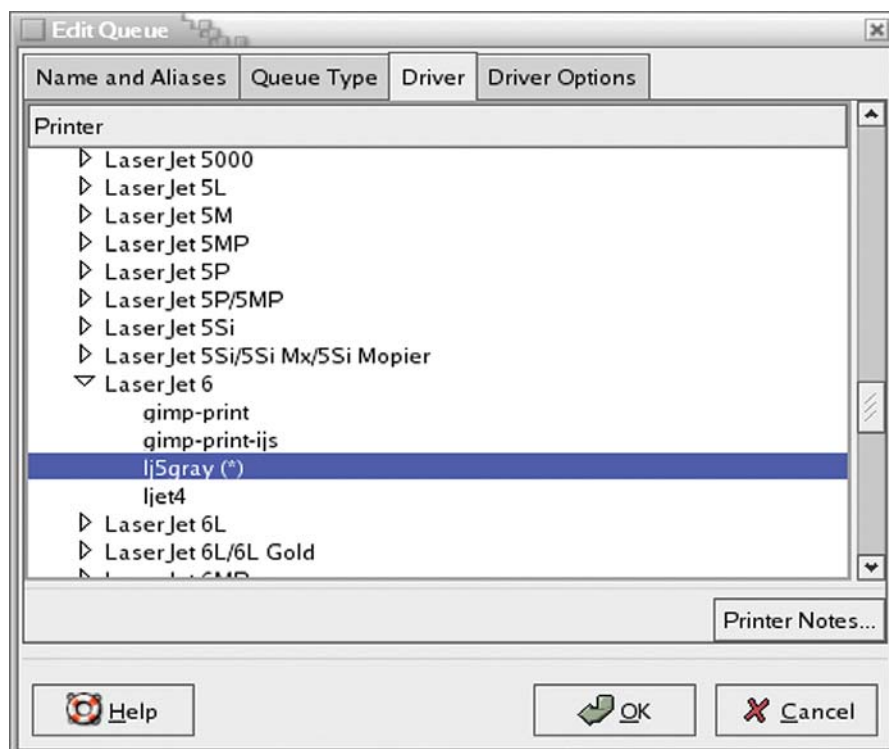 Edit Queue
Name and Aliases Queue Type Driver Driver Options
Printer
LaserJet 5000
LaserJet 5L
LaserJet 5M
LaserJet 5MP
LaserJet 5P
LaserJet 5P/5MP
LaserJet 5Si
LaserJet 5Si/5Si Mx/5Si Mopier
LaserJet 6
gimp-print
gimp-print-ijs
lj5gray (*)
ljet4
LaserJet 6L
LaserJet 6L/6L Gold
Printer Notes...
Help OK Cancel